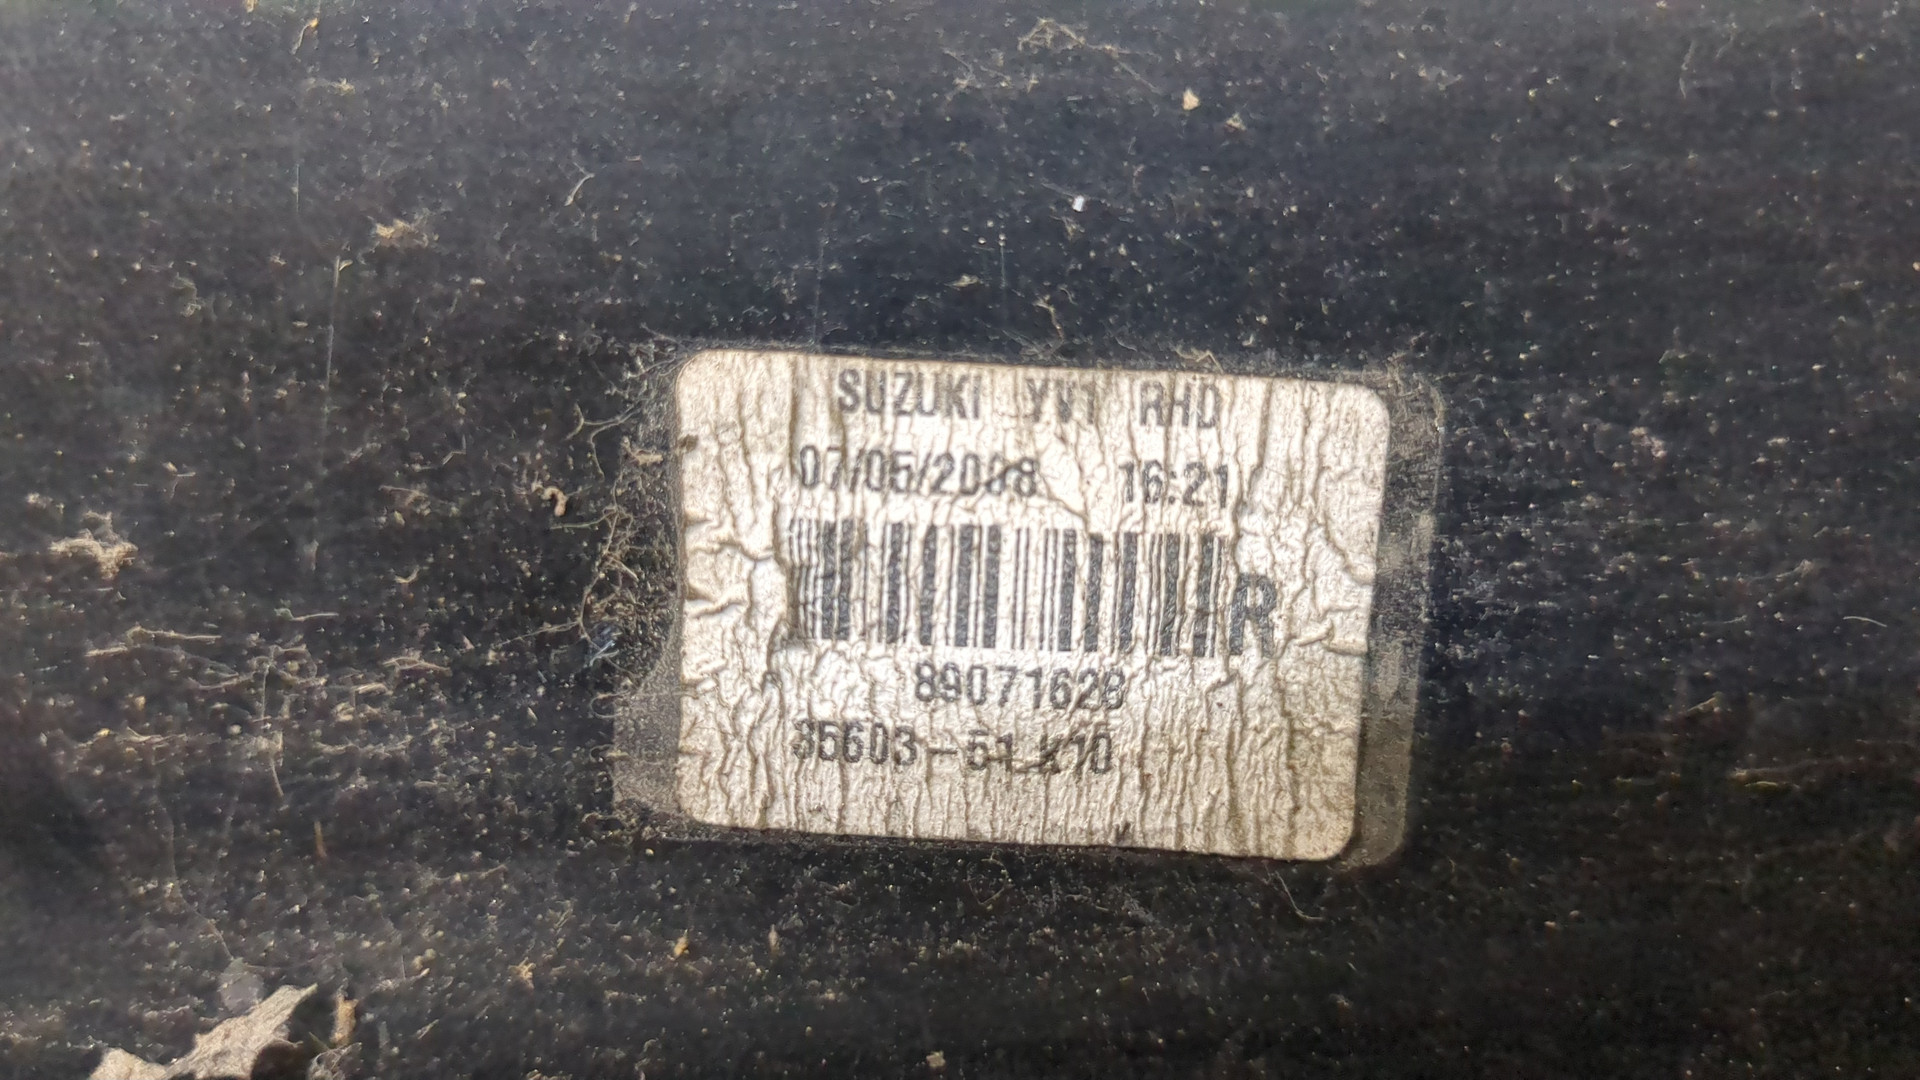 SUZUKI YV1 RHD
07/05/2008 16:21
R
89071628
35603-51K10